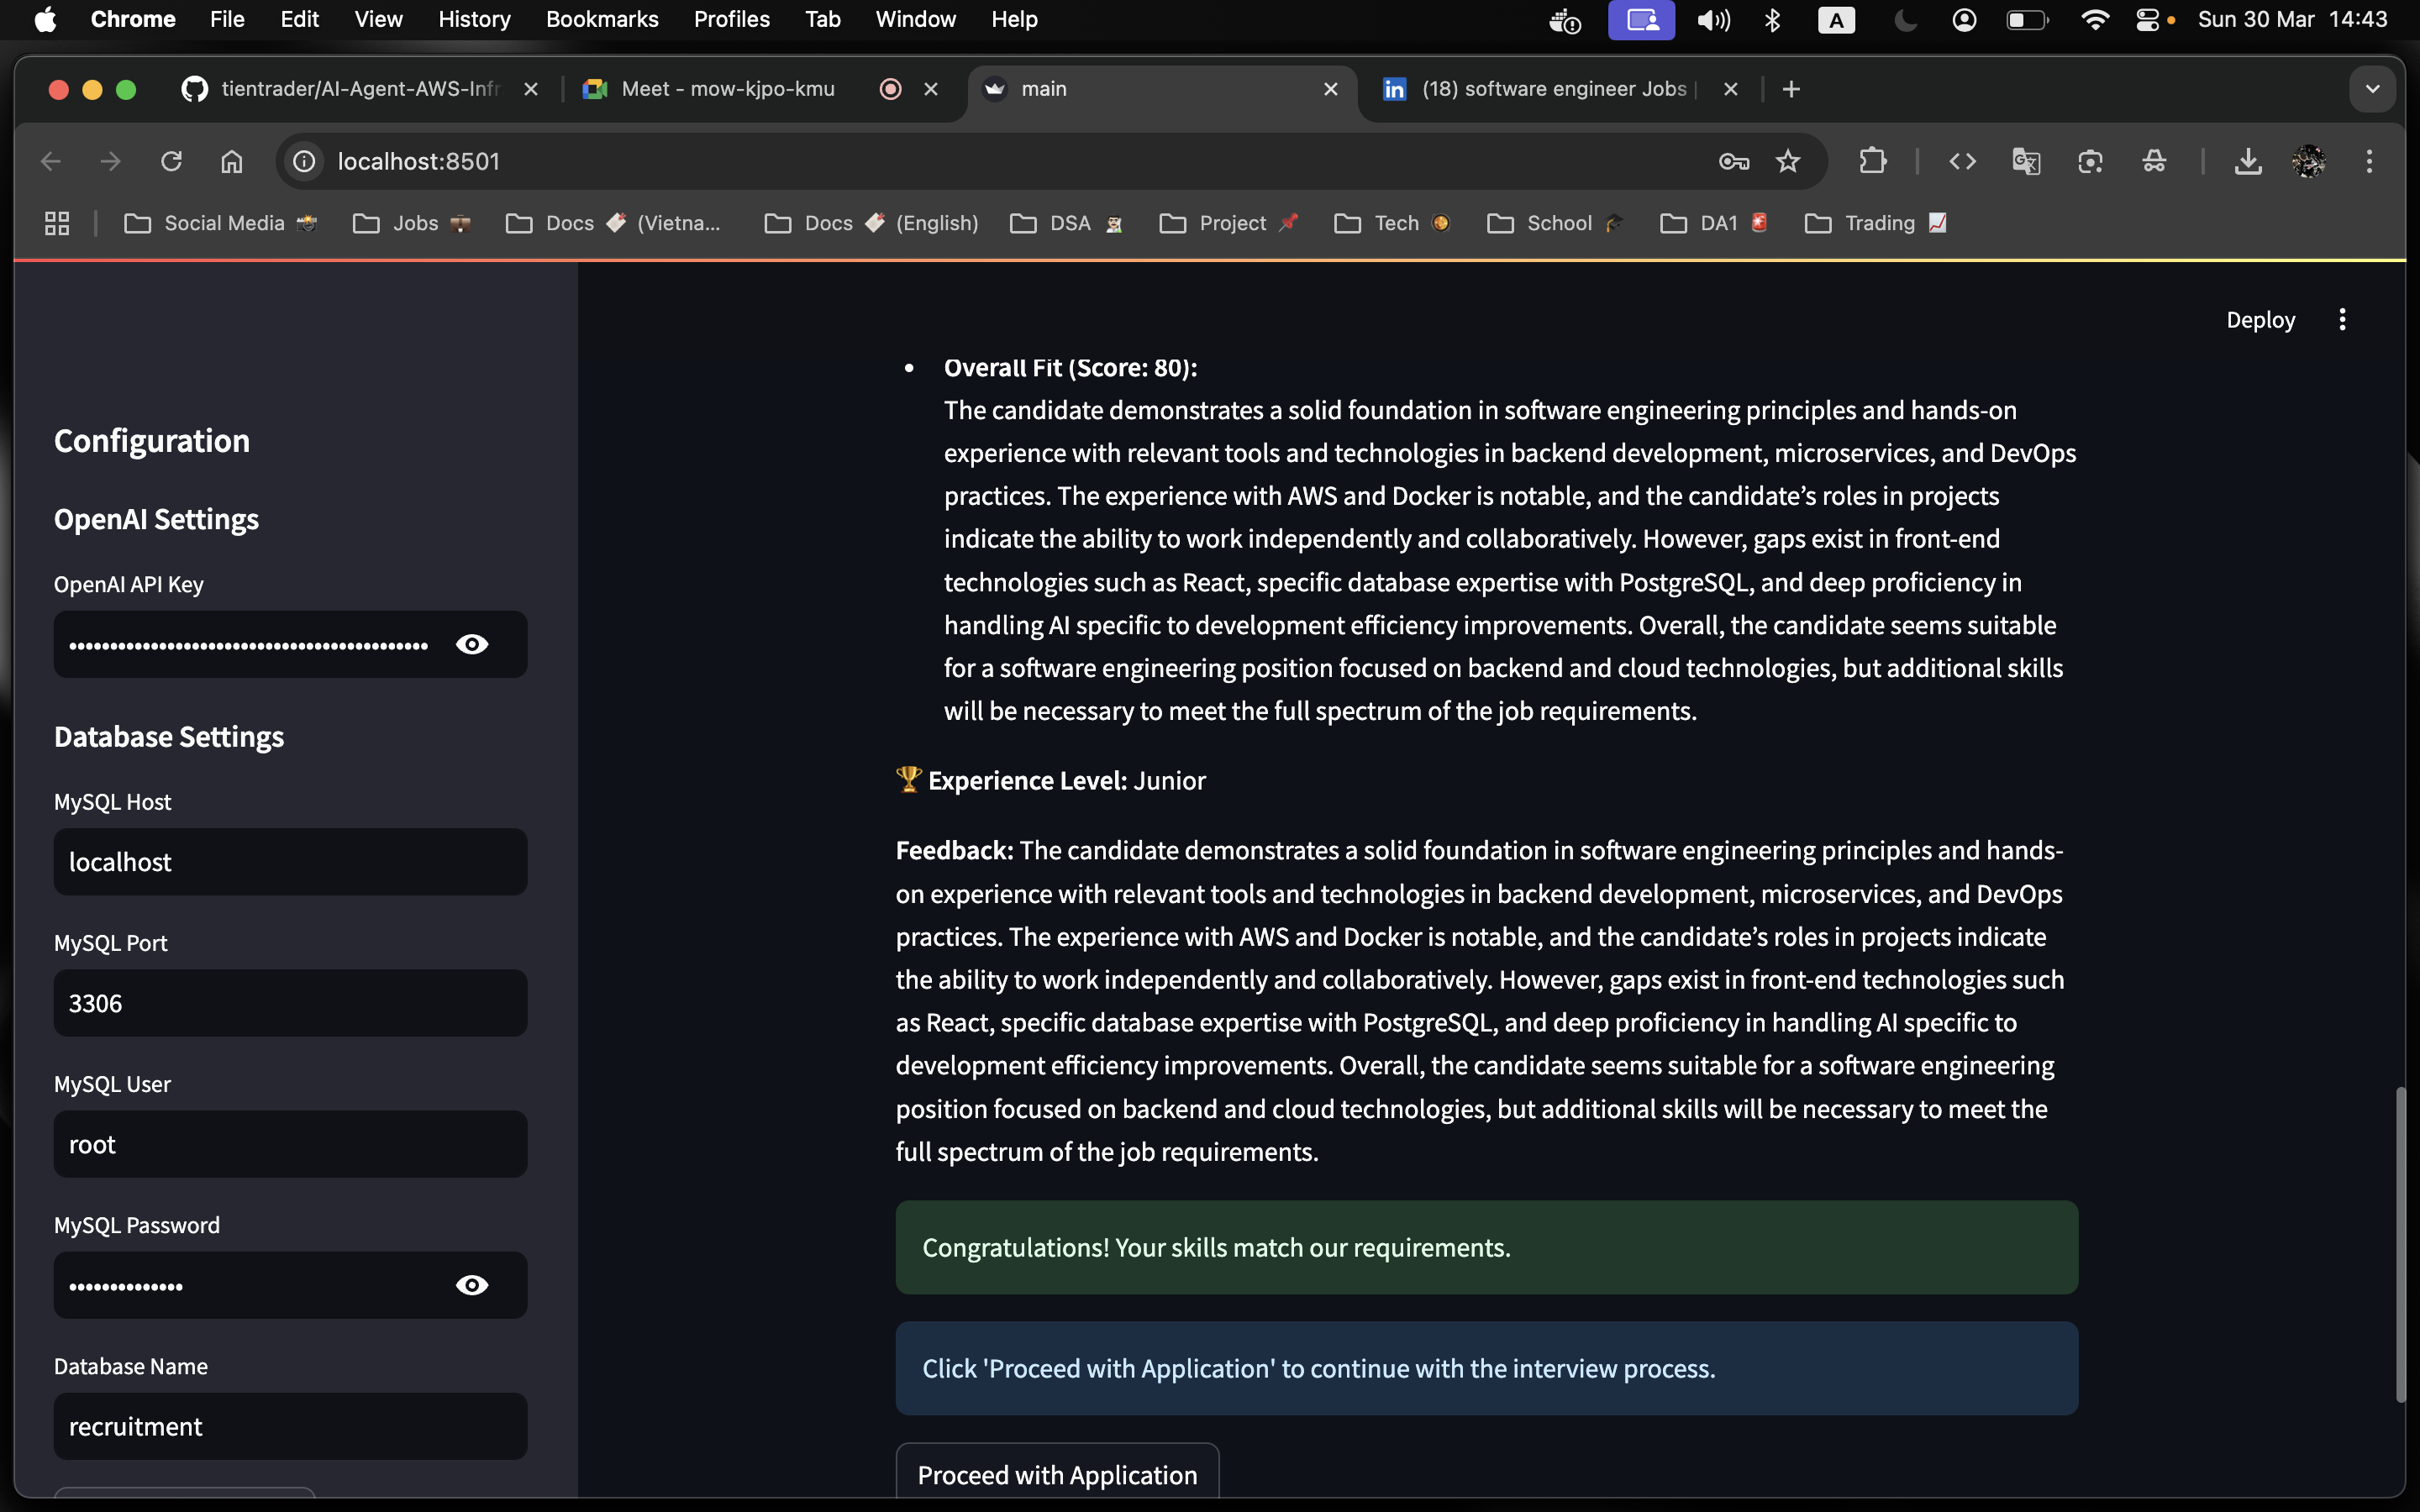 Chrome File Edit View History Bookmarks Profiles Tab Window Help A Sun 30 Mar 14:43
tientrader/AI-Agent-AWS-Infr Meet - mow-kjpo-kmu main in (18) software engineer Jobs |
localhost:8501
Social Media Jobs Docs (Vietna... Docs (English) DSA Project Tech School DA1 Trading
Deploy
Configuration
OpenAI Settings
OpenAI API Key
••••••••••••••••••••••••••••••••••••••••••••
Database Settings
MySQL Host
localhost
MySQL Port
3306
MySQL User
root
MySQL Password
••••••••••••••
Database Name
recruitment
• Overall Fit (Score: 80):
The candidate demonstrates a solid foundation in software engineering principles and hands-on
experience with relevant tools and technologies in backend development, microservices, and DevOps
practices. The experience with AWS and Docker is notable, and the candidate’s roles in projects
indicate the ability to work independently and collaboratively. However, gaps exist in front-end
technologies such as React, specific database expertise with PostgreSQL, and deep proficiency in
handling AI specific to development efficiency improvements. Overall, the candidate seems suitable
for a software engineering position focused on backend and cloud technologies, but additional skills
will be necessary to meet the full spectrum of the job requirements.
🏆 Experience Level: Junior
Feedback: The candidate demonstrates a solid foundation in software engineering principles and hands-
on experience with relevant tools and technologies in backend development, microservices, and DevOps
practices. The experience with AWS and Docker is notable, and the candidate’s roles in projects indicate
the ability to work independently and collaboratively. However, gaps exist in front-end technologies such
as React, specific database expertise with PostgreSQL, and deep proficiency in handling AI specific to
development efficiency improvements. Overall, the candidate seems suitable for a software engineering
position focused on backend and cloud technologies, but additional skills will be necessary to meet the
full spectrum of the job requirements.
Congratulations! Your skills match our requirements.
Click 'Proceed with Application' to continue with the interview process.
Proceed with Application